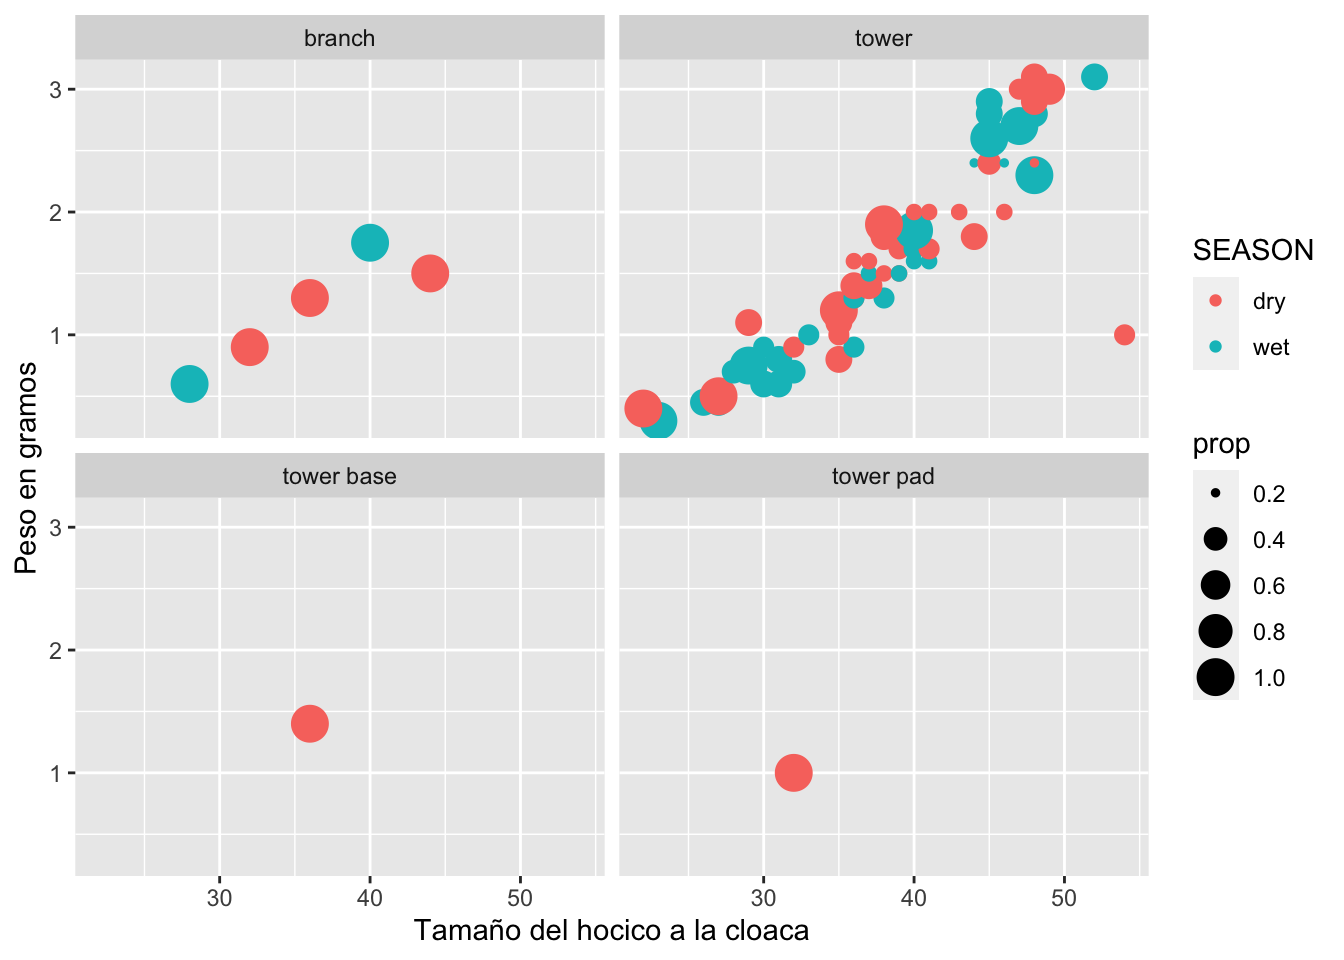 branch
tower
3
2
1
tower base
tower pad
3
2
1
30
40
50
30
40
50
Tamaño del hocico a la cloaca
Peso en gramos
SEASON
dry
wet
prop
0.2
0.4
0.6
0.8
1.0